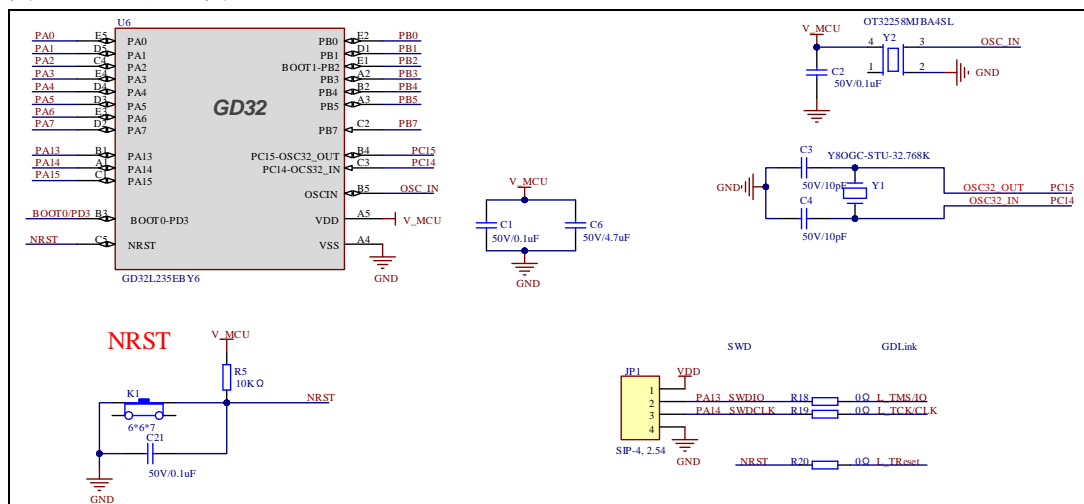 U6
PA0 E5 PA0 PB0 E2 PB0
PA1 D5 PA1 PB1 D1 PB1
PA2 C4 PA2 BOOT1-PB2 E1 PB2
PA3 E4 PA3 PB3 A2 PB3
PA4 D4 PA4 PB4 B2 PB4
PA5 D3 PA5 PB5 A3 PB5
PA6 E3 PA6
PA7 D2 PA7 PB7 C2 PB7
GD32
PA13 B1 PA13 PC15-OSC32_OUT B4 PC15
PA14 A1 PA14 PC14-OCS32_IN C3 PC14
PA15 C1 PA15
OSCIN B5 OSC_IN
BOOT0/PD3 B3 BOOT0-PD3 VDD A5 V_MCU
NRST C5 NRST VSS A4
GND
GD32L235EBY6
OT32258MJBA4SL
V_MCU
4 Y2 3 OSC_IN
1 2 GND
C2
50V/0.1uF
V_MCU
C1 C6
50V/0.1uF 50V/4.7uF
GND
C3 Y8OGC-STU-32.768K
50V/10pF Y1
GND
OSC32_OUT PC15
OSC32_IN PC14
C4
50V/10pF
NRST
V_MCU
R5
10KΩ
K1
NRST
6*6*7
C21
50V/0.1uF
GND
SWD GDLink
JP1 VDD
1
2 PA13 SWDIO R18 0Ω L_TMS/IO
3 PA14 SWDCLK R19 0Ω L_TCK/CLK
4
SIP-4, 2.54 GND
NRST R20 0Ω L_TReset